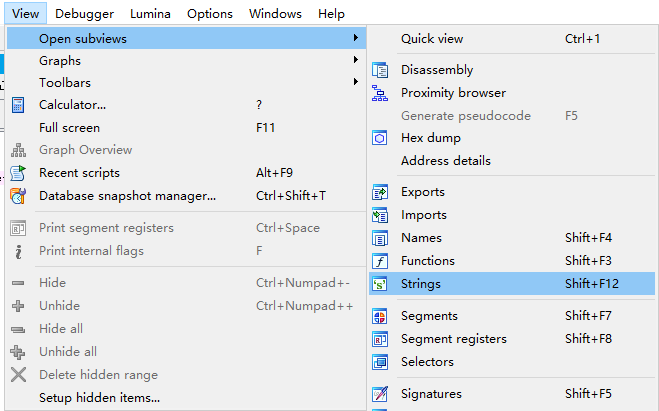 View Debugger Lumina Options Windows Help
Open subviews
Graphs
Toolbars
Calculator... ?
Full screen F11
Graph Overview
Recent scripts Alt+F9
Database snapshot manager... Ctrl+Shift+T
Print segment registers Ctrl+Space
Print internal flags F
Hide Ctrl+Numpad+-
Unhide Ctrl+Numpad++
Hide all
Unhide all
Delete hidden range
Setup hidden items...
Quick view Ctrl+1
Disassembly
Proximity browser
Generate pseudocode F5
Hex dump
Address details
Exports
Imports
Names Shift+F4
Functions Shift+F3
Strings Shift+F12
Segments Shift+F7
Segment registers Shift+F8
Selectors
Signatures Shift+F5